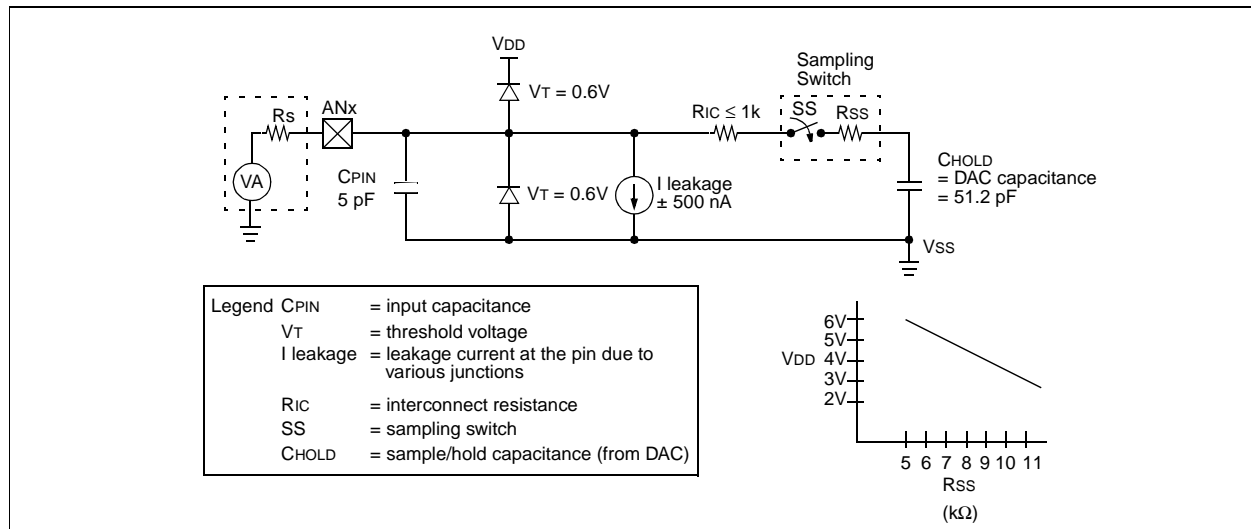 VDD
Sampling
Switch
VT = 0.6V
ANx
RIC ≤ 1k
SS
RSS
Rs
VA
CPIN
5 pF
VT = 0.6V
I leakage
± 500 nA
CHOLD
= DAC capacitance
= 51.2 pF
VSS
Legend CPIN = input capacitance
VT = threshold voltage
I leakage = leakage current at the pin due to
various junctions
RIC = interconnect resistance
SS = sampling switch
CHOLD = sample/hold capacitance (from DAC)
6V
5V
VDD 4V
3V
2V
5 6 7 8 9 10 11
RSS
(kΩ)